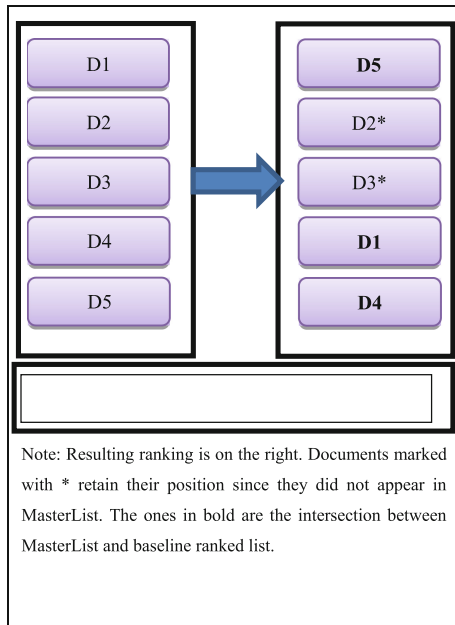 D1
D2
D3
D4
D5
D5
D2*
D3*
D1
D4
Note: Resulting ranking is on the right. Documents marked
with * retain their position since they did not appear in
MasterList. The ones in bold are the intersection between
MasterList and baseline ranked list.